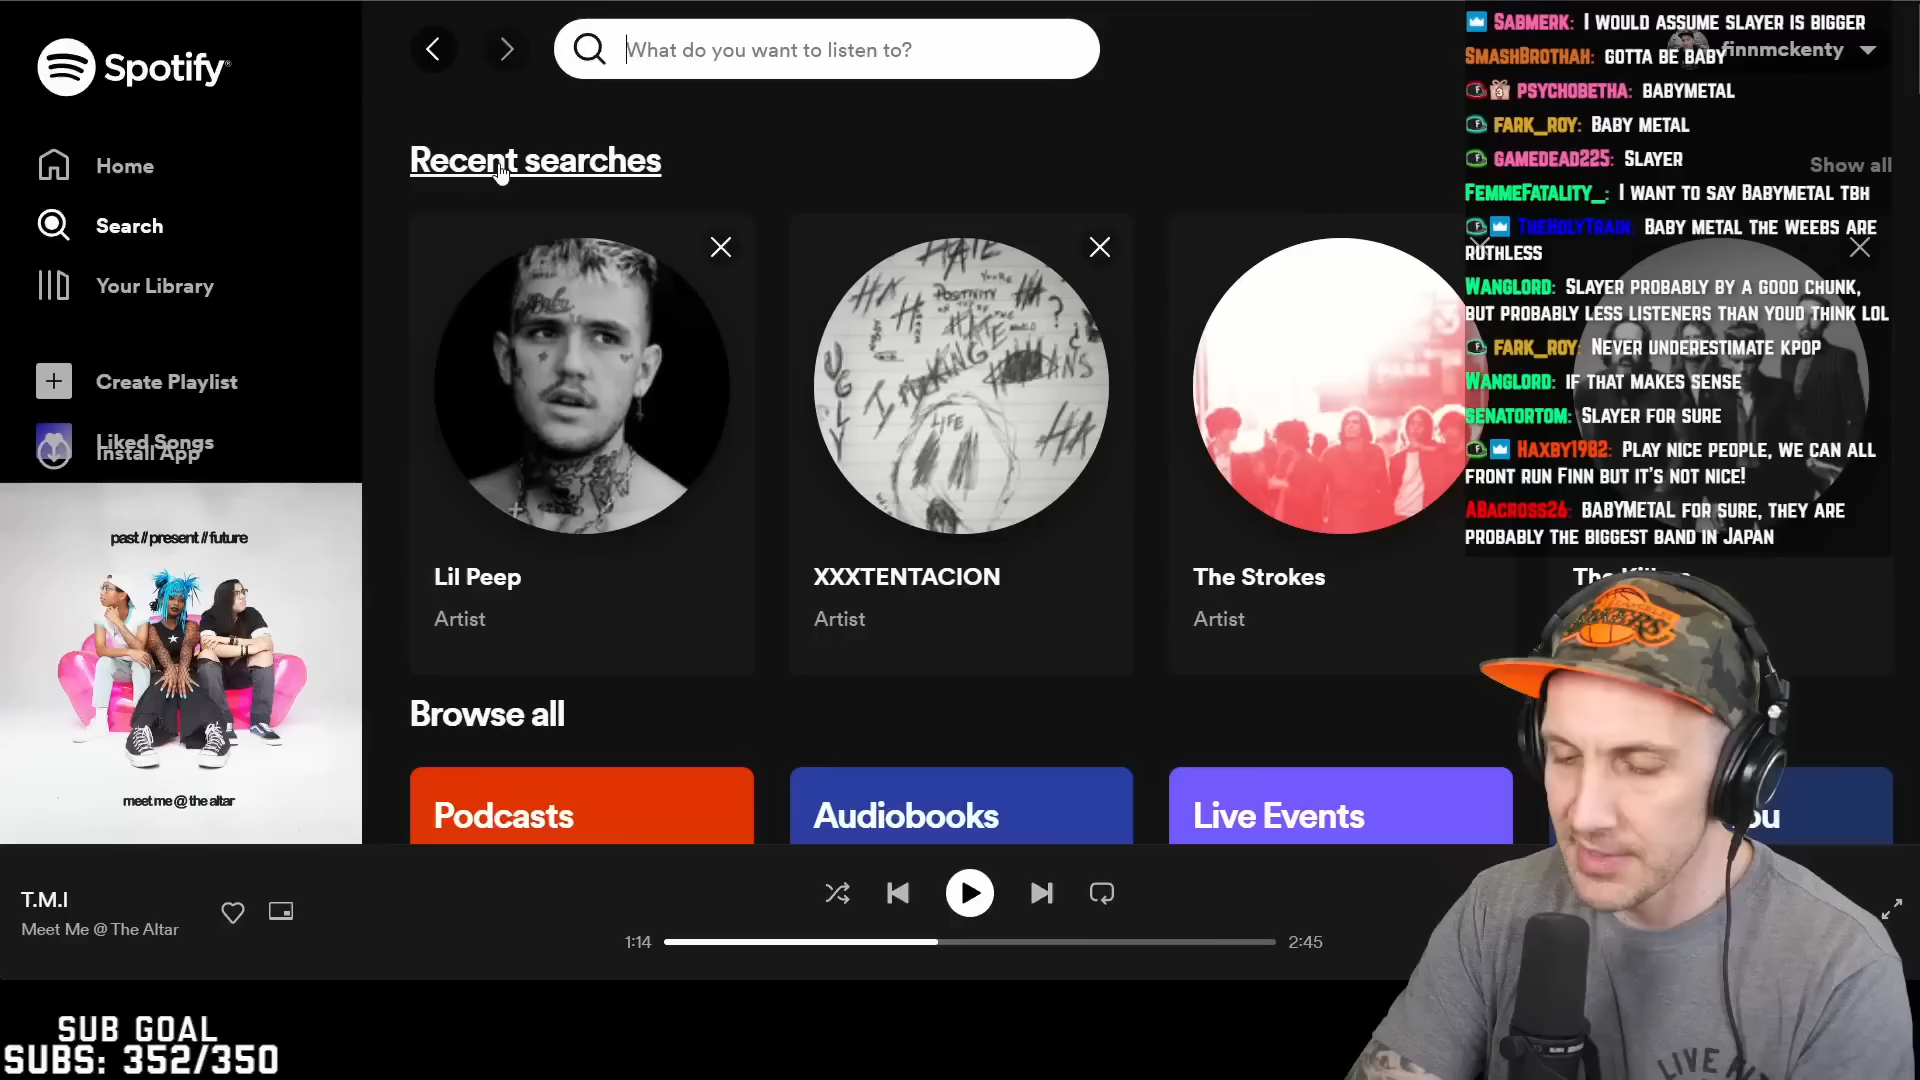 Spotify
Home
Search
Your Library
Create Playlist
Liked Songs
Install App
past // present // future
meet me @ the altar
T.M.I
Meet Me @ The Altar
What do you want to listen to?
finnmckenty
Recent searches
Show all
Lil Peep
Artist
XXXTENTACION
Artist
The Strokes
Artist
Browse all
Podcasts
Audiobooks
Live Events
1:14
2:45
SUB GOAL
SUBS: 352/350
SABMERK: I WOULD ASSUME SLAYER IS BIGGER
SMASHBROTHAH: GOTTA BE BABY
PSYCHOBETHA: BABYMETAL
FARK_ROY: BABY METAL
GAMEDEAD225: SLAYER
FEMMEFATALITY_: I WANT TO SAY BABYMETAL TBH
THEHOLYTRAIN: BABY METAL THE WEEBS ARE
RUTHLESS
WANGLORD: SLAYER PROBABLY BY A GOOD CHUNK,
BUT PROBABLY LESS LISTENERS THAN YOUD THINK LOL
FARK_ROY: NEVER UNDERESTIMATE KPOP
WANGLORD: IF THAT MAKES SENSE
SENATORTOM: SLAYER FOR SURE
HAXBY1982: PLAY NICE PEOPLE, WE CAN ALL
FRONT RUN FINN BUT IT'S NOT NICE!
ABACROSS26: BABYMETAL FOR SURE, THEY ARE
PROBABLY THE BIGGEST BAND IN JAPAN